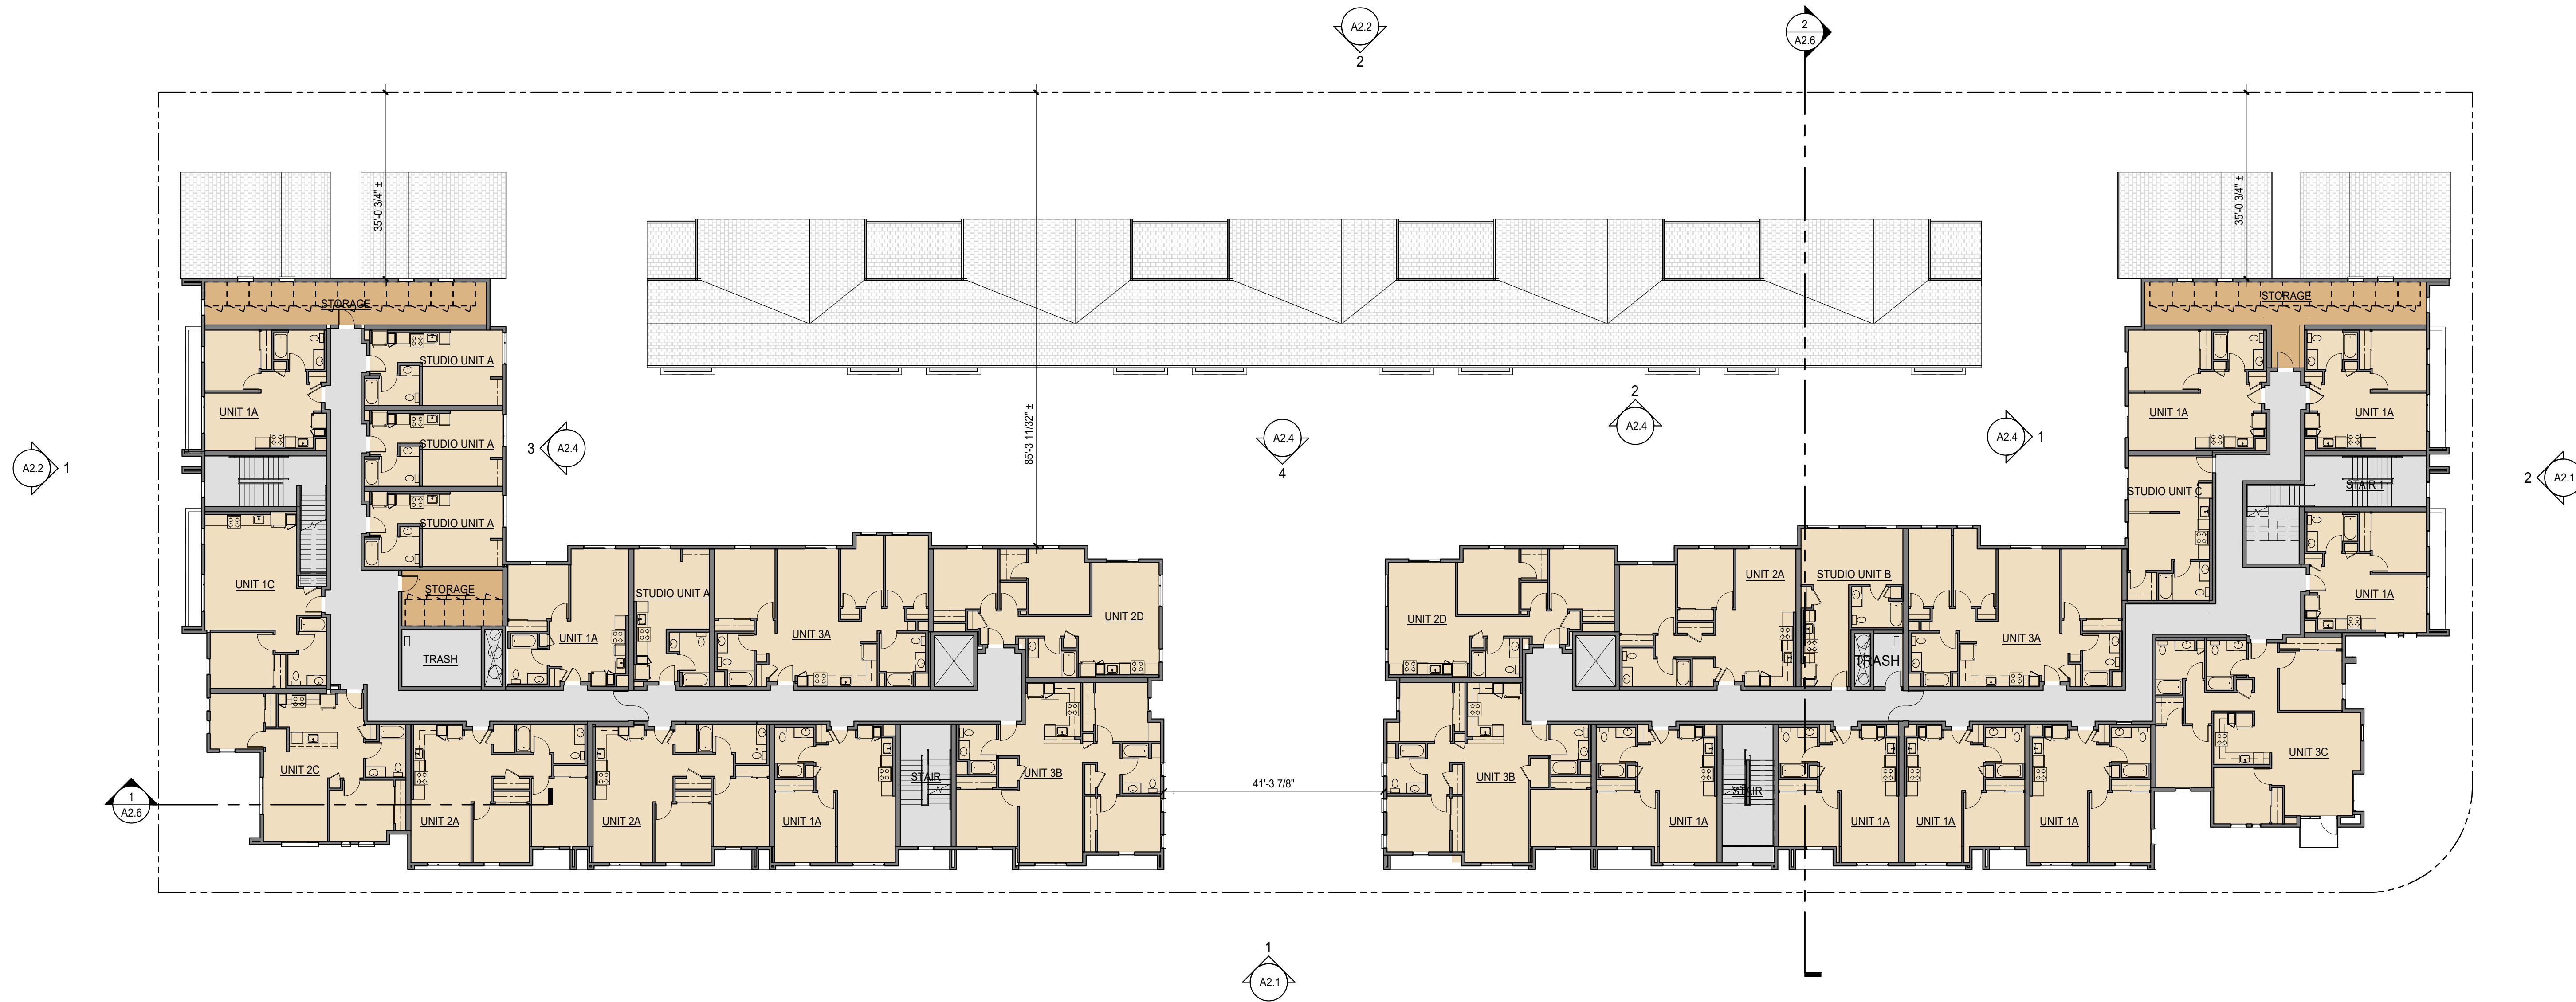 A2.2
2
2
A2.6
35'-0 3/4" ±
85'-3 11/32" ±
35'-0 3/4" ±
A2.2
1
3
A2.4
A2.4
4
2
A2.4
A2.4
1
2
A2.1
STORAGE
UNIT 1A
STUDIO UNIT A
STUDIO UNIT A
STUDIO UNIT A
UNIT 1C
STORAGE
TRASH
UNIT 1A
STUDIO UNIT A
UNIT 3A
UNIT 2D
UNIT 2C
UNIT 2A
UNIT 2A
UNIT 1A
STAIR
UNIT 3B
1
A2.6
41'-3 7/8"
STORAGE
UNIT 1A
UNIT 1A
STUDIO UNIT C
STAIR 1
UNIT 1A
UNIT 2D
UNIT 2A
STUDIO UNIT B
TRASH
UNIT 3A
UNIT 3B
UNIT 1A
STAIR
UNIT 1A
UNIT 1A
UNIT 1A
UNIT 3C
1
A2.1